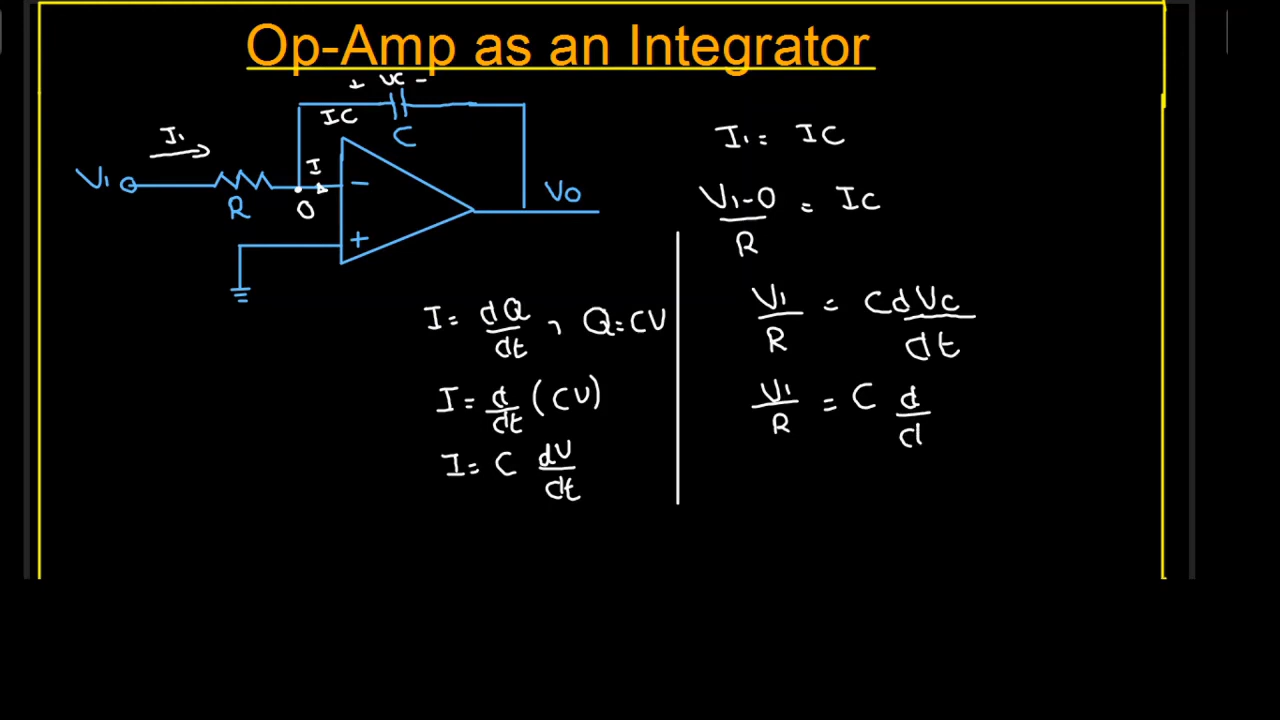 Op-Amp as an Integrator
+ VC -
IC
C
I1
I
V1
R
0
-
+
VO
I1 = IC
V1-0/R = IC
V1/R = CdVc/dt
V1/R = C d/d
I = dQ/dt , Q=CV
I = d/dt (CV)
I = C dV/dt